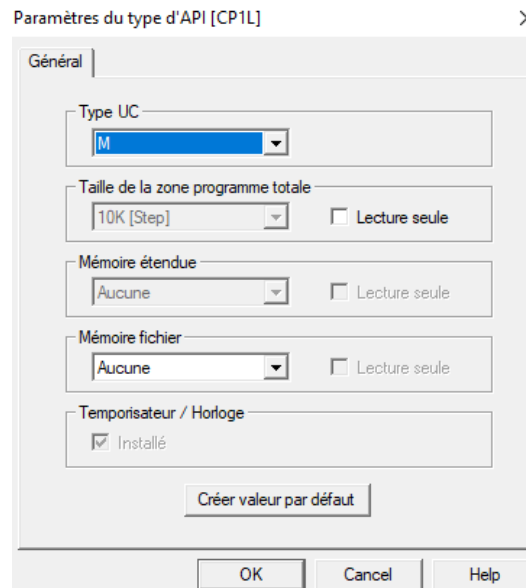 Paramètres du type d'API [CP1L]
Général
Type UC
M
Taille de la zone programme totale
10K [Step]
Lecture seule
Mémoire étendue
Aucune
Lecture seule
Mémoire fichier
Aucune
Lecture seule
Temporisateur / Horloge
Installé
Créer valeur par défaut
OK
Cancel
Help